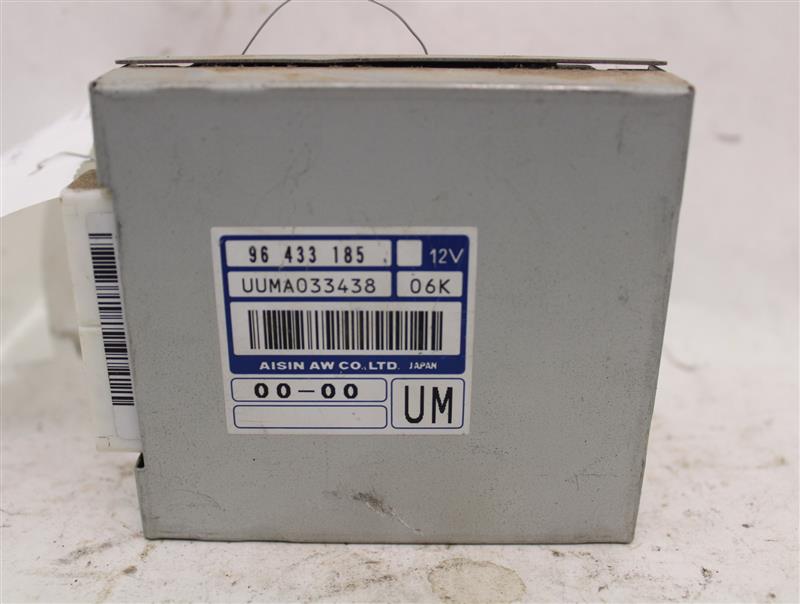 96 433 185 12V
UUMA033438 06K
AISIN AW CO.,LTD. JAPAN
00-00
UM